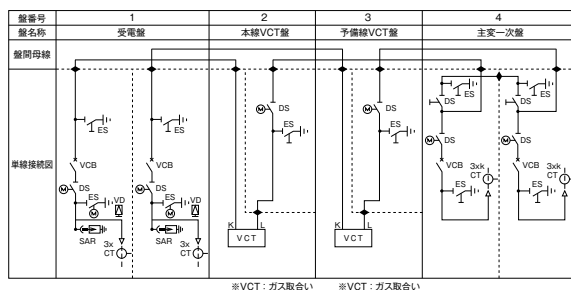 盤番号 1 2 3 4
盤名称 受電盤 本線VCT盤 予備線VCT盤 主変一次盤
盤間母線
単線接続図
ES ES
VCB VCB
M DS M DS
ES VD ES VD
M M
SAR SAR
3x CT 3x CT
M DS
ES
K L
VCT
M DS
ES
K L
VCT
ES ES
DS DS
M DS M DS
VCB VCB
3xk CT 3xk CT
ES ES
※VCT：ガス取合い ※VCT：ガス取合い